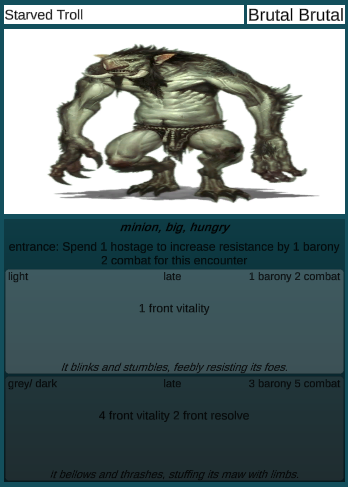 Starved Troll Brutal Brutal
minion, big, hungry
entrance: Spend 1 hostage to increase resistance by 1 barony
2 combat for this encounter
light late 1 barony 2 combat
1 front vitality
It blinks and stumbles, feebly resisting its foes.
grey/ dark late 3 barony 5 combat
4 front vitality 2 front resolve
it bellows and thrashes, stuffing its maw with limbs.